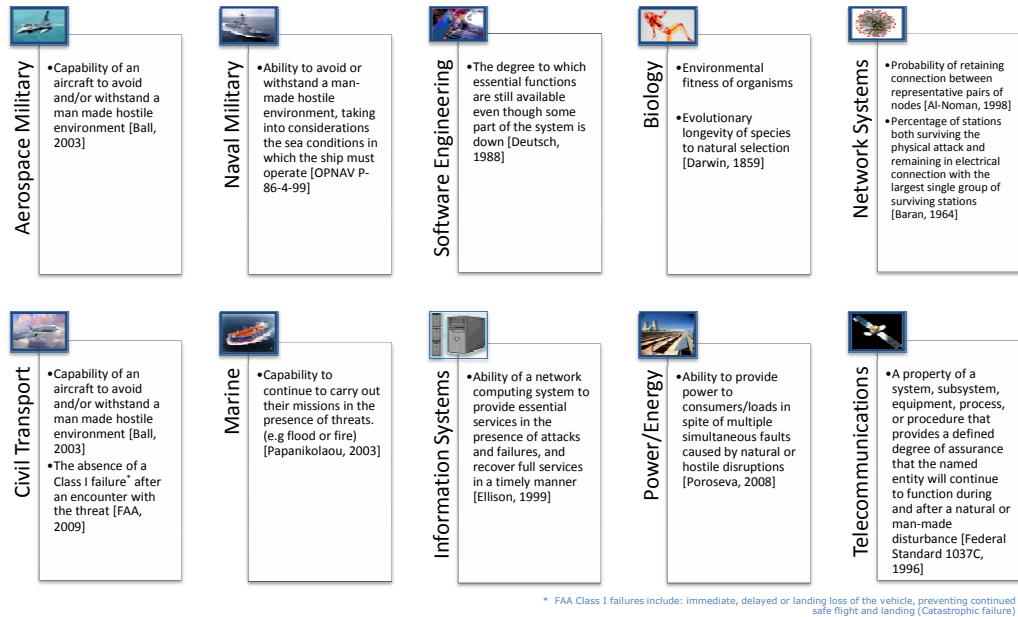 Aerospace Military
•Capability of an
aircraft to avoid
and/or withstand a
man made hostile
environment [Ball,
2003]
Naval Military
•Ability to avoid or
withstand a man-
made hostile
environment, taking
into considerations
the sea conditions in
which the ship must
operate [OPNAV P-
86-4-99]
Software Engineering
•The degree to which
essential functions
are still available
even though some
part of the system is
down [Deutsch,
1988]
Biology
•Environmental
fitness of organisms
•Evolutionary
longevity of species
to natural selection
[Darwin, 1859]
Network Systems
•Probability of retaining
connection between
representative pairs of
nodes [Al-Noman, 1998]
•Percentage of stations
both surviving the
physical attack and
remaining in electrical
connection with the
largest single group of
surviving stations
[Baran, 1964]
Civil Transport
•Capability of an
aircraft to avoid
and/or withstand a
man made hostile
environment [Ball,
2003]
•The absence of a
Class I failure* after
an encounter with
the threat [FAA,
2009]
Marine
•Capability to
continue to carry out
their missions in the
presence of threats.
(e.g flood or fire)
[Papanikolaou, 2003]
Information Systems
•Ability of a network
computing system to
provide essential
services in the
presence of attacks
and failures, and
recover full services
in a timely manner
[Ellison, 1999]
Power/Energy
•Ability to provide
power to
consumers/loads in
spite of multiple
simultaneous faults
caused by natural or
hostile disruptions
[Poroseva, 2008]
Telecommunications
•A property of a
system, subsystem,
equipment, process,
or procedure that
provides a defined
degree of assurance
that the named
entity will continue
to function during
and after a natural or
man-made
disturbance [Federal
Standard 1037C,
1996]
* FAA Class I failures include: immediate, delayed or landing loss of the vehicle, preventing continued
safe flight and landing (Catastrophic failure)